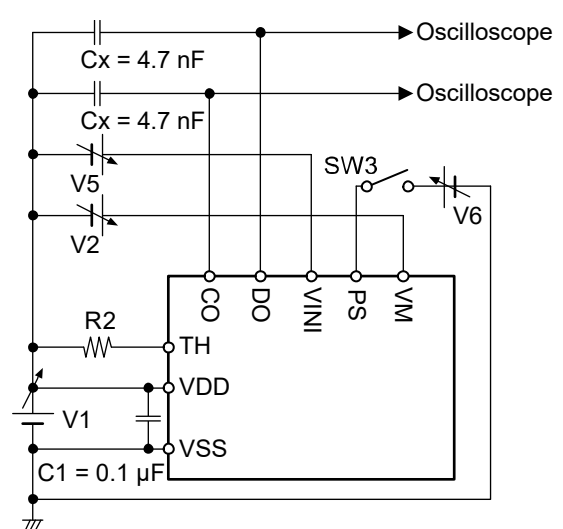 Oscilloscope
Cx = 4.7 nF
Oscilloscope
Cx = 4.7 nF
SW3
V5
V6
V2
CO
DO
VINI
PS
VM
R2
TH
VDD
V1
VSS
C1 = 0.1 µF